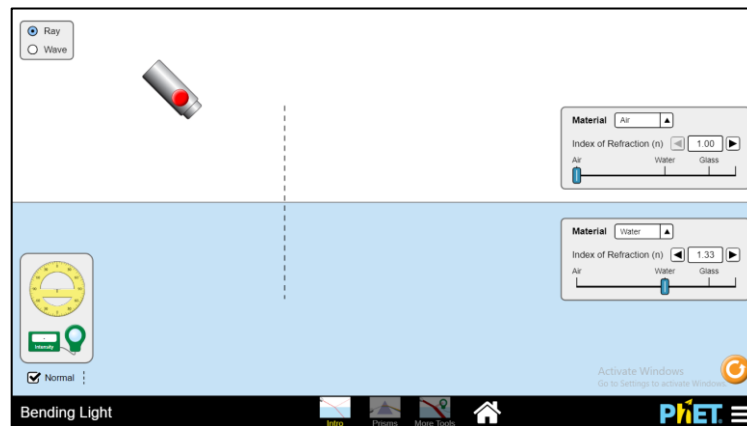 Ray
Wave
Material Air
Index of Refraction (n) 1.00
Air Water Glass
Material Water
Index of Refraction (n) 1.33
Air Water Glass
Intensity
Normal
Activate Windows
Go to Settings to activate Windows.
Bending Light
Intro
Prisms
More Tools
PhET